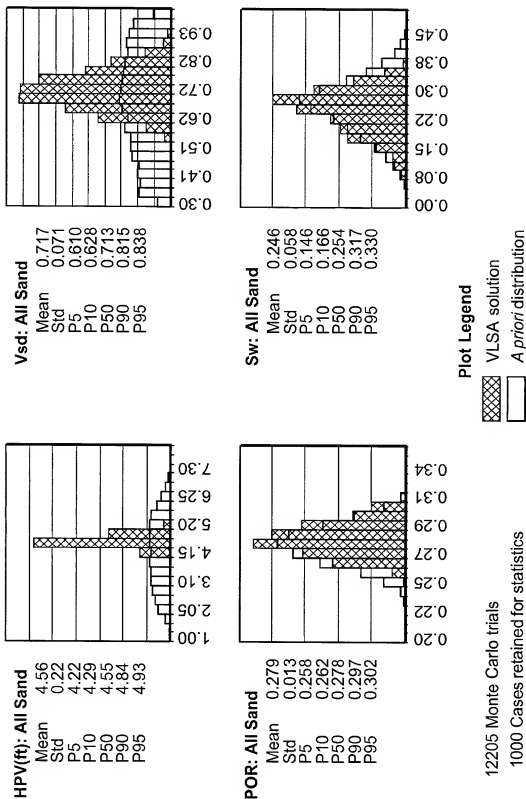 HPV(ft): All Sand
Mean 4.56
Std 0.22
P5 4.22
P10 4.29
P50 4.55
P90 4.84
P95 4.93
1.00 2.05 3.10 4.15 5.20 6.25 7.30
Vsd: All Sand
Mean 0.717
Std 0.071
P5 0.610
P10 0.628
P50 0.713
P90 0.815
P95 0.838
0.30 0.41 0.51 0.62 0.72 0.82 0.93
POR: All Sand
Mean 0.279
Std 0.013
P5 0.258
P10 0.262
P50 0.278
P90 0.297
P95 0.302
0.20 0.22 0.25 0.27 0.29 0.31 0.34
Sw: All Sand
Mean 0.246
Std 0.058
P5 0.146
P10 0.166
P50 0.254
P90 0.317
P95 0.330
0.00 0.08 0.15 0.22 0.30 0.38 0.45
12205 Monte Carlo trials
1000 Cases retained for statistics
Plot Legend
VLSA solution
A priori distribution